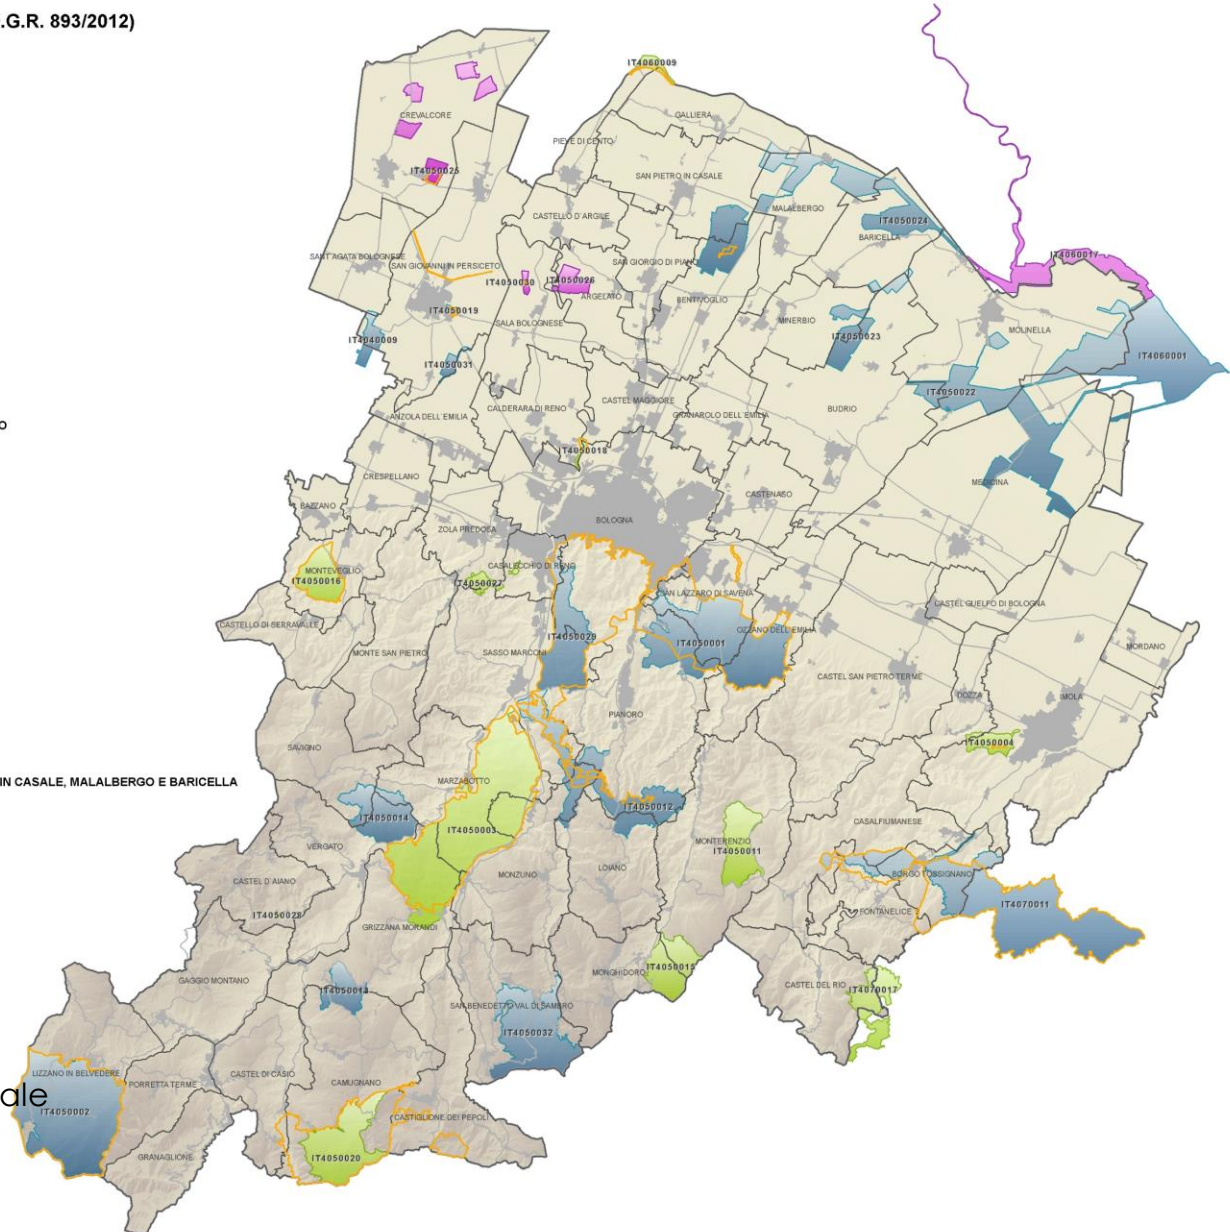 .G.R. 893/2012)
IT4060009
GALLIERA
CREVALCORE
PIEVE DI CENTO
IT4050025
SAN PIETRO IN CASALE
MALALBERGO
CASTELLO D'ARGILE
IT4050024
BARICELLA
SANT'AGATA BOLOGNESE
SAN GIOVANNI IN PERSICETO
SAN GIORGIO DI PIANO
IT4060017
IT4050030
IT4050026
ARGELATO
BENTIVOGLIO
IT4050019
SALA BOLOGNESE
MINERBIO
MOLINELLA
IT4040009
IT4050023
IT4060001
IT4050031
IT4050022
CASTEL MAGGIORE
CALDERARA DI RENO
ANZOLA DELL'EMILIA
GRANAROLO DELL'EMILIA
BUDRIO
O
IT4050018
CRESPELLANO
MEDICINA
CASTENASO
BAZZANO
BOLOGNA
ZOLA PREDOSA
CASALECCHIO DI RENO
MONTEVEGLIO
IT4050016
IT4050027
SAN LAZZARO DI SAVENA
CASTEL GUELFO DI BOLOGNA
CASTELLO DI SERRAVALLE
IT4050029
IT4050001
OZZANO DELL'EMILIA
MORDANO
MONTE SAN PIETRO
SASSO MARCONI
CASTEL SAN PIETRO TERME
DOZZA
IMOLA
PIANORO
SAVIGNO
IT4050004
IN CASALE, MALALBERGO E BARICELLA
MARZABOTTO
IT4050012
IT4050014
IT4050003
CASALFIUMANESE
VERGATO
MONTERENZIO
IT4050011
MONZUNO
LOIANO
BORGO TOSSIGNANO
CASTEL D'AIANO
IT4050028
IT4070011
FONTANELICE
GRIZZANA MORANDI
GAGGIO MONTANO
IT4050013
MONGHIDORO
IT4050015
CASTEL DEL RIO
IT4070017
SAN BENEDETTO VAL DI SAMBRO
IT4050032
LIZZANO IN BELVEDERE
PORRETTA TERME
CASTEL DI CASIO
CAMUGNANO
ale
IT4050002
CASTIGLIONE DEI PEPOLI
GRANAGLIONE
IT4050020